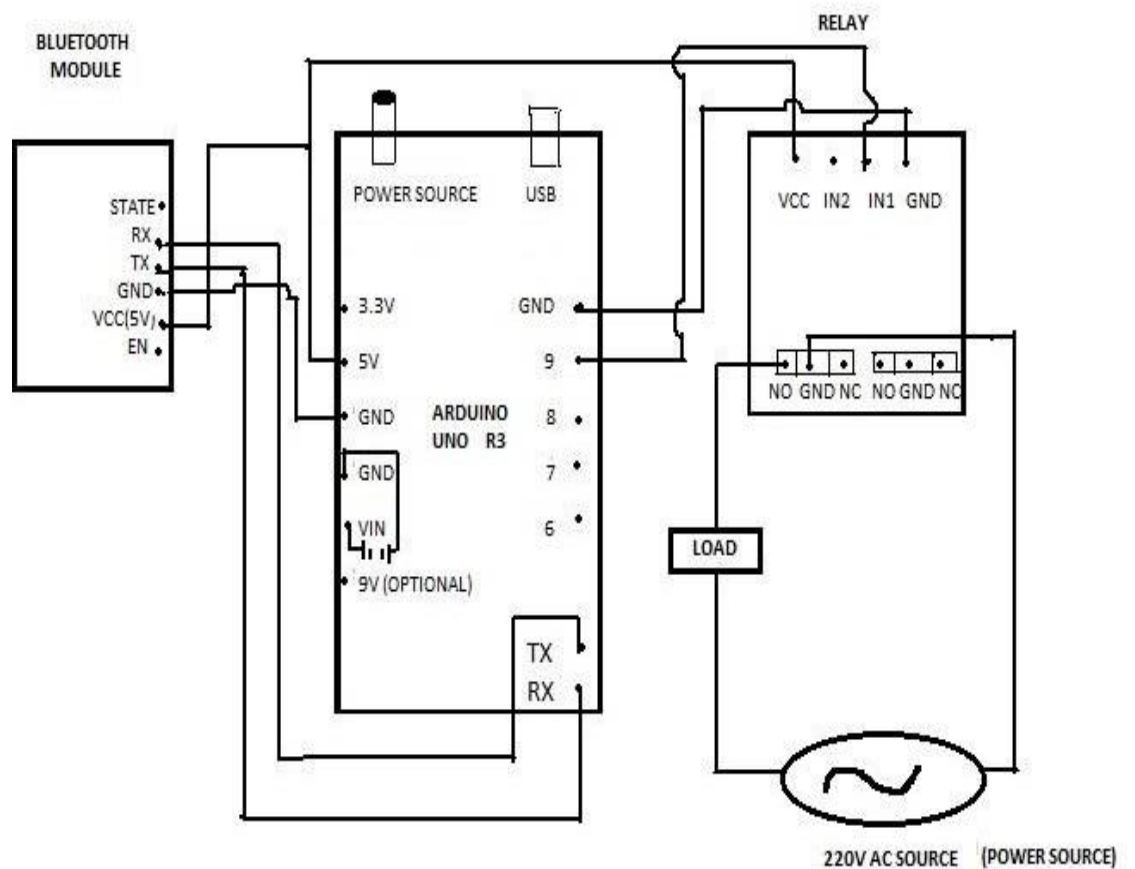 BLUETOOTH
MODULE
STATE
RX
TX
GND
VCC(5V)
EN
POWER SOURCE
USB
3.3V
5V
GND
GND
VIN
9V (OPTIONAL)
ARDUINO
UNO R3
GND
9
8
7
6
TX
RX
RELAY
VCC IN2 IN1 GND
NO GND NC NO GND NC
LOAD
220V AC SOURCE (POWER SOURCE)